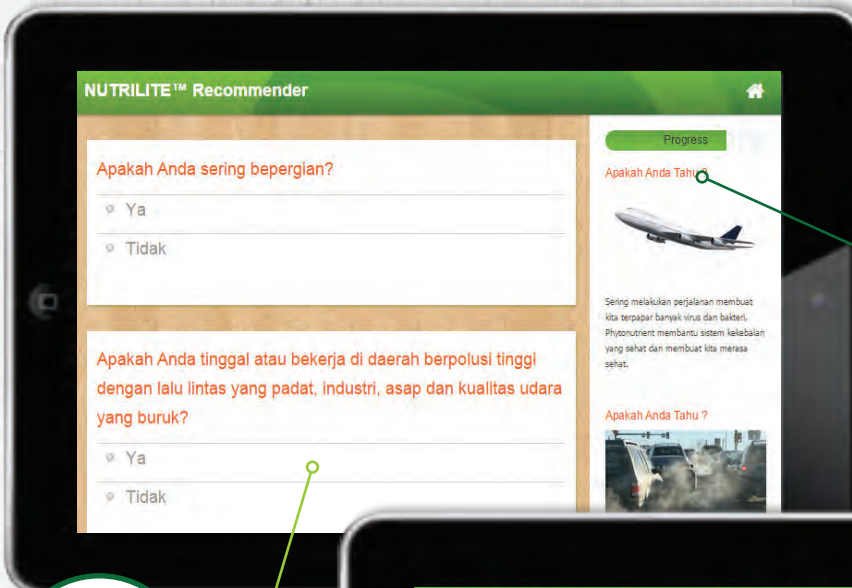 NUTRILITE™ Recommender
Apakah Anda sering bepergian?
Ya
Tidak
Apakah Anda tinggal atau bekerja di daerah berpolusi tinggi
dengan lalu lintas yang padat, industri, asap dan kualitas udara
yang buruk?
Ya
Tidak
Progress
Apakah Anda Tahu ?
Sering melakukan perjalanan membuat
kita terpapar banyak virus dan bakteri.
Phytonutrient membantu sistem kekebalan
yang sehat dan membuat kita merasa
sehat.
Apakah Anda Tahu ?